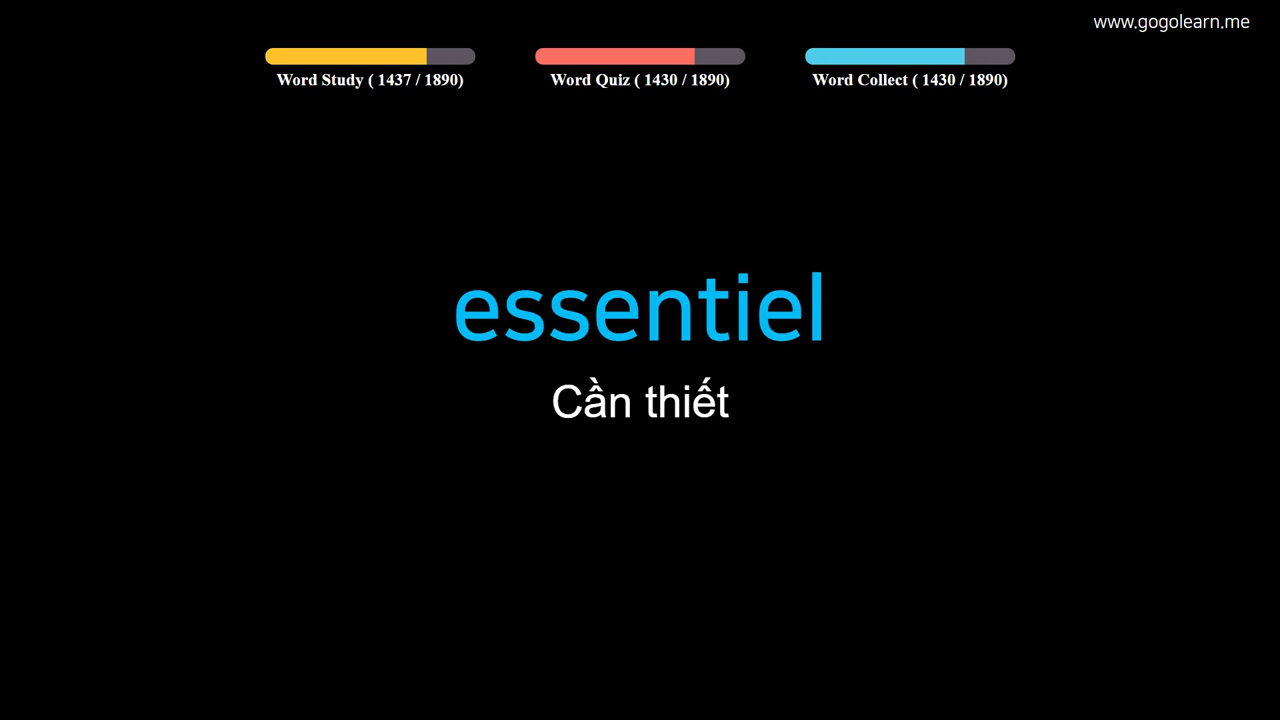 www.gogolearn.me
Word Study ( 1437 / 1890)
Word Quiz ( 1430 / 1890)
Word Collect ( 1430 / 1890)
essentiel
Cần thiết